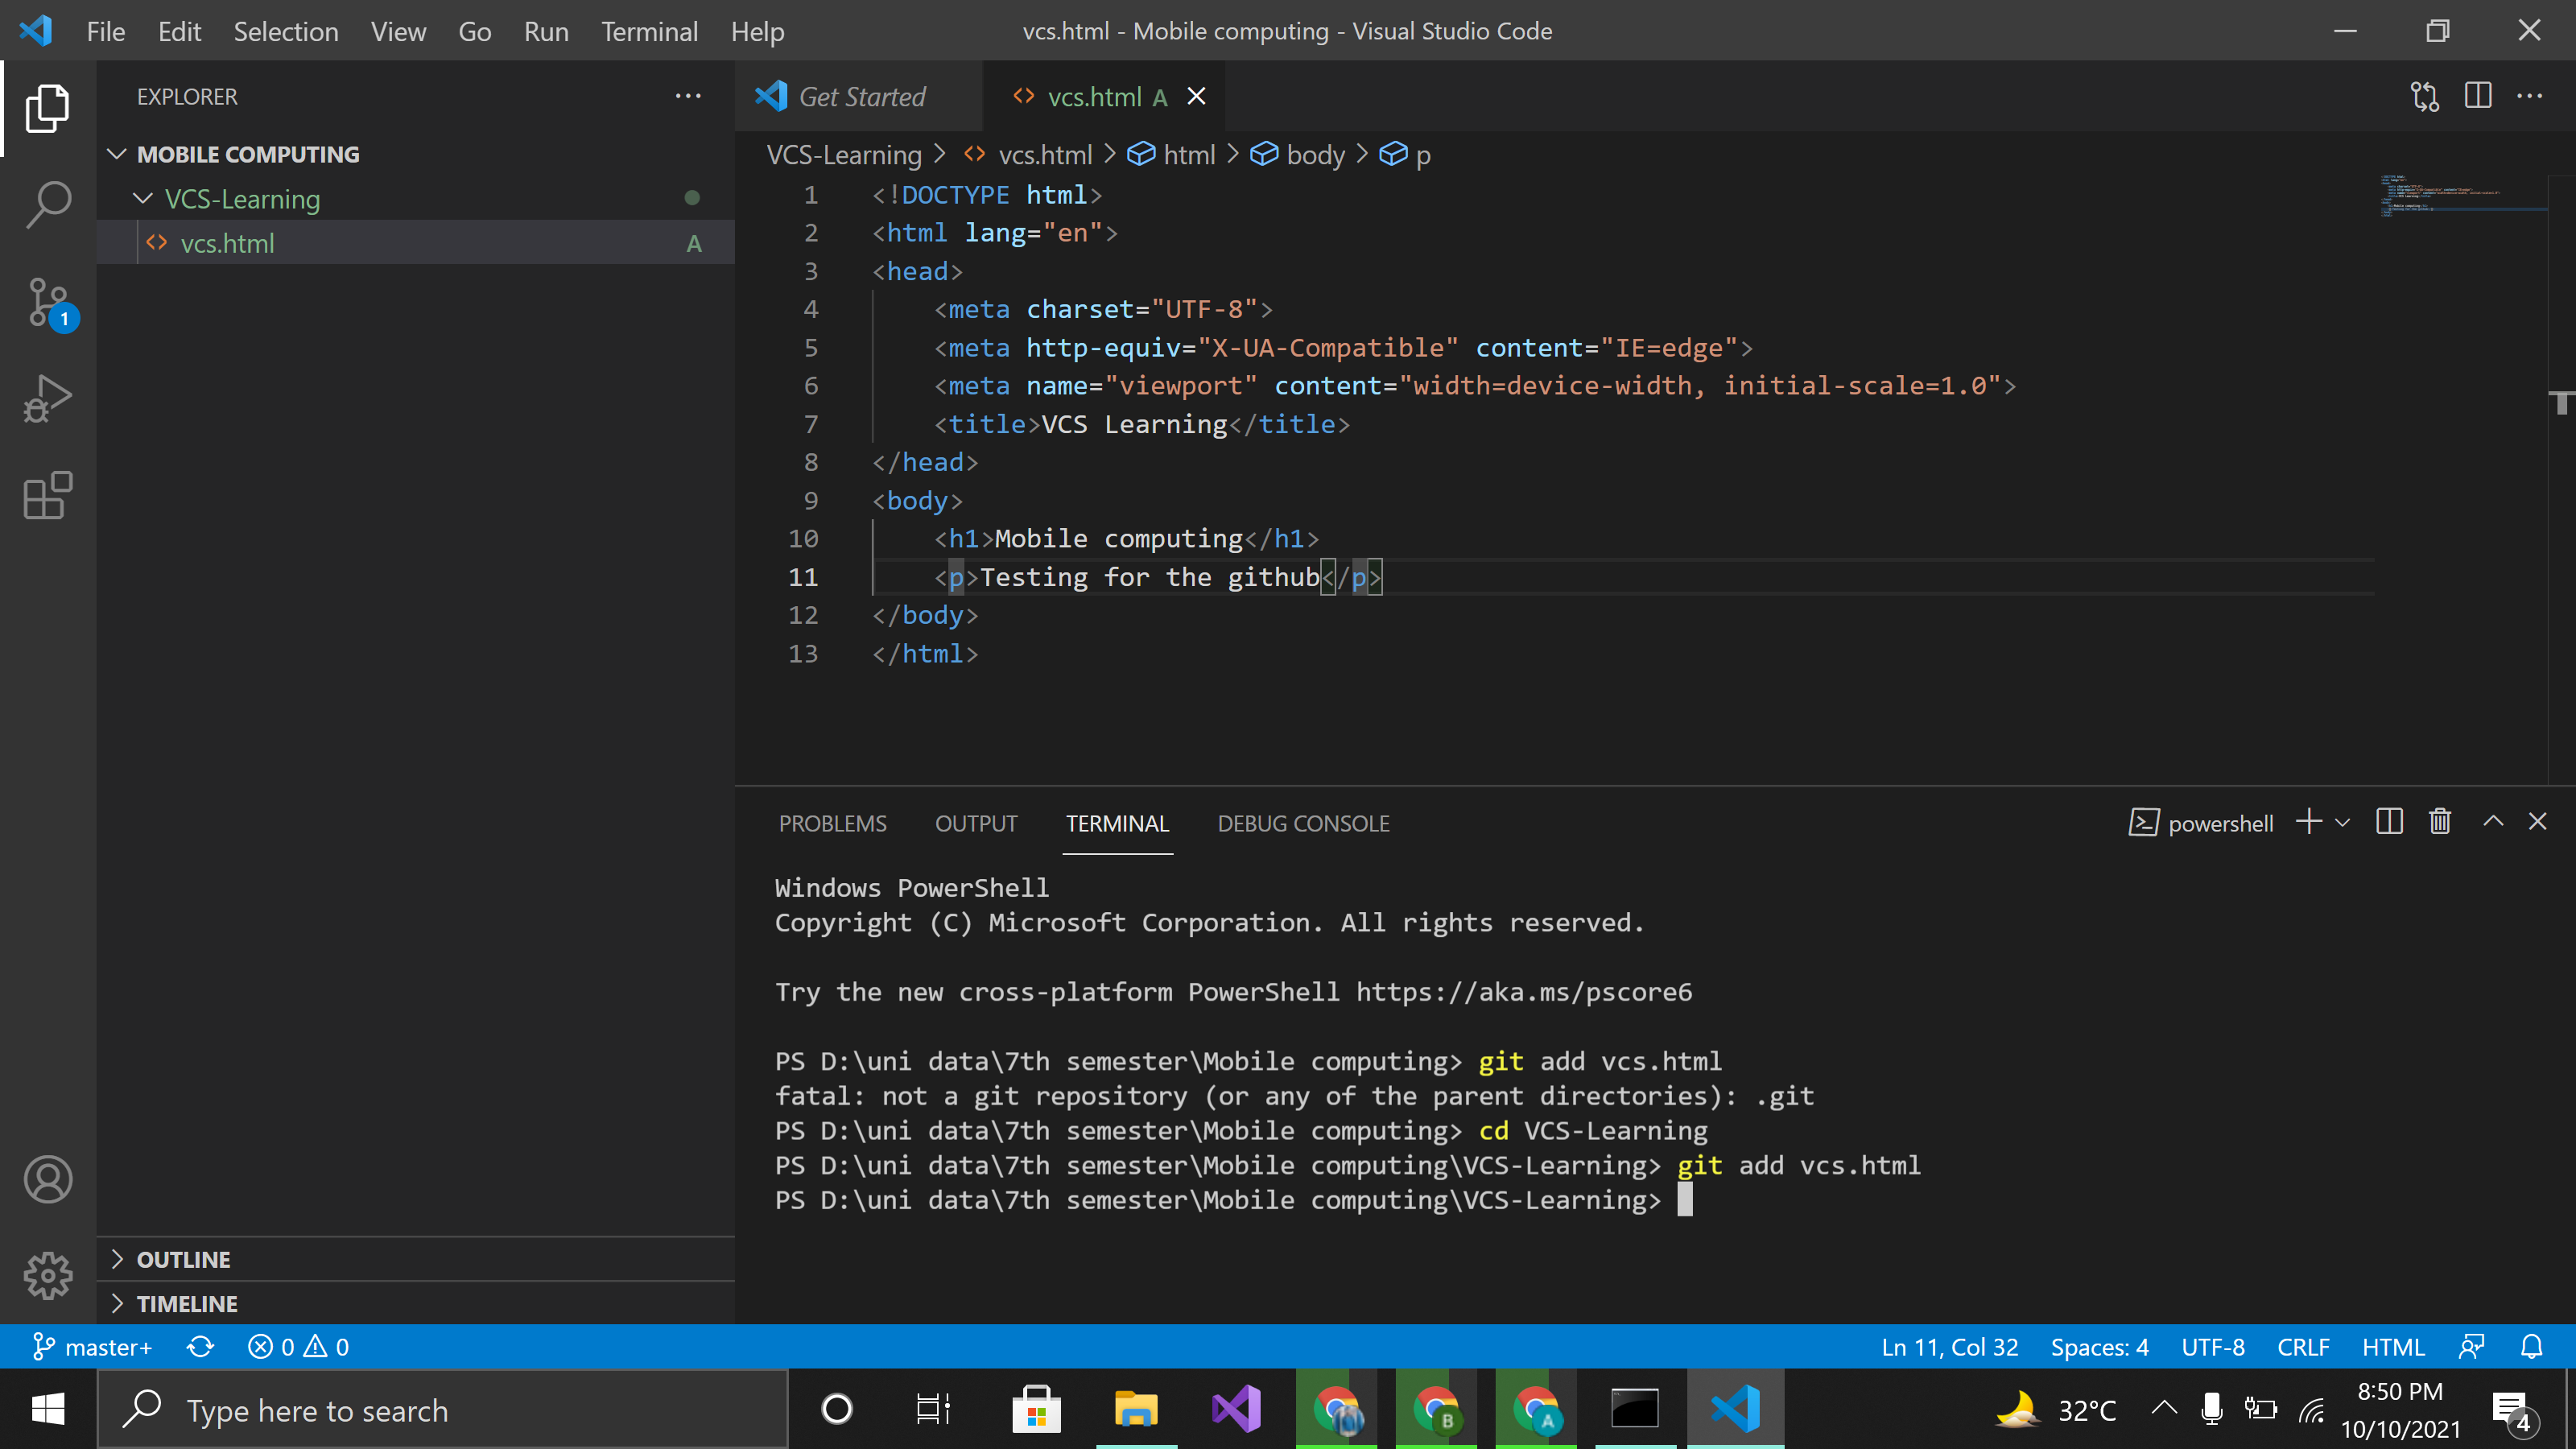 File Edit Selection View Go Run Terminal Help
vcs.html - Mobile computing - Visual Studio Code
EXPLORER
MOBILE COMPUTING
VCS-Learning
vcs.html A
1
OUTLINE
TIMELINE
Get Started
vcs.html A
VCS-Learning > vcs.html > html > body > p
1 <!DOCTYPE html>
2 <html lang="en">
3 <head>
4 <meta charset="UTF-8">
5 <meta http-equiv="X-UA-Compatible" content="IE=edge">
6 <meta name="viewport" content="width=device-width, initial-scale=1.0">
7 <title>VCS Learning</title>
8 </head>
9 <body>
10 <h1>Mobile computing</h1>
11 <p>Testing for the github</p>
12 </body>
13 </html>
PROBLEMS OUTPUT TERMINAL DEBUG CONSOLE
powershell
Windows PowerShell
Copyright (C) Microsoft Corporation. All rights reserved.
Try the new cross-platform PowerShell https://aka.ms/pscore6
PS D:\uni data\7th semester\Mobile computing> git add vcs.html
fatal: not a git repository (or any of the parent directories): .git
PS D:\uni data\7th semester\Mobile computing> cd VCS-Learning
PS D:\uni data\7th semester\Mobile computing\VCS-Learning> git add vcs.html
PS D:\uni data\7th semester\Mobile computing\VCS-Learning>
master+ 0 0
Ln 11, Col 32 Spaces: 4 UTF-8 CRLF HTML
Type here to search
B
A
32°C
8:50 PM
10/10/2021
4